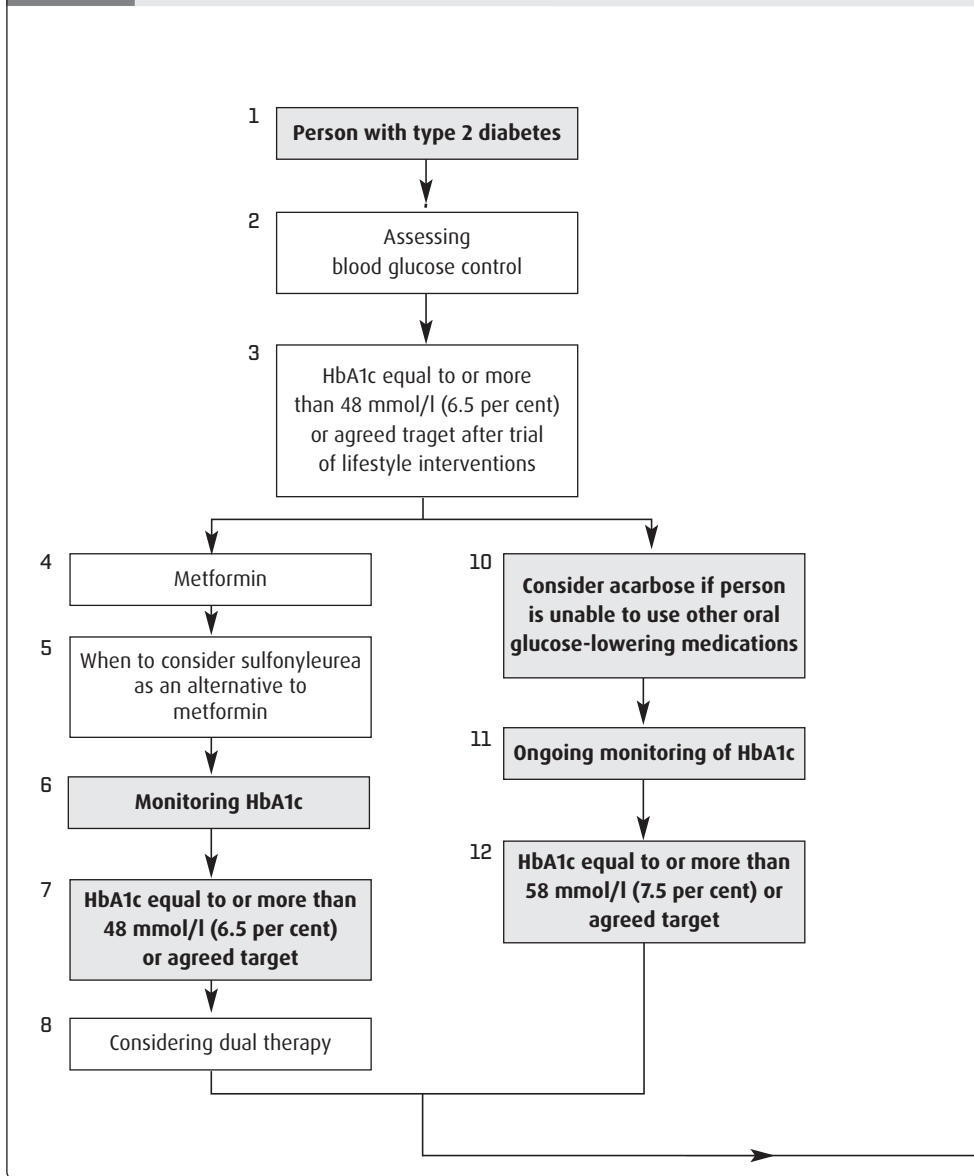 1
Person with type 2 diabetes
2
Assessing
blood glucose control
3
HbA1c equal to or more
than 48 mmol/l (6.5 per cent)
or agreed traget after trial
of lifestyle interventions
4
Metformin
5
When to consider sulfonyleurea
as an alternative to
metformin
6
Monitoring HbA1c
7
HbA1c equal to or more than
48 mmol/l (6.5 per cent)
or agreed target
8
Considering dual therapy
10
Consider acarbose if person
is unable to use other oral
glucose-lowering medications
11
Ongoing monitoring of HbA1c
12
HbA1c equal to or more than
58 mmol/l (7.5 per cent) or
agreed target